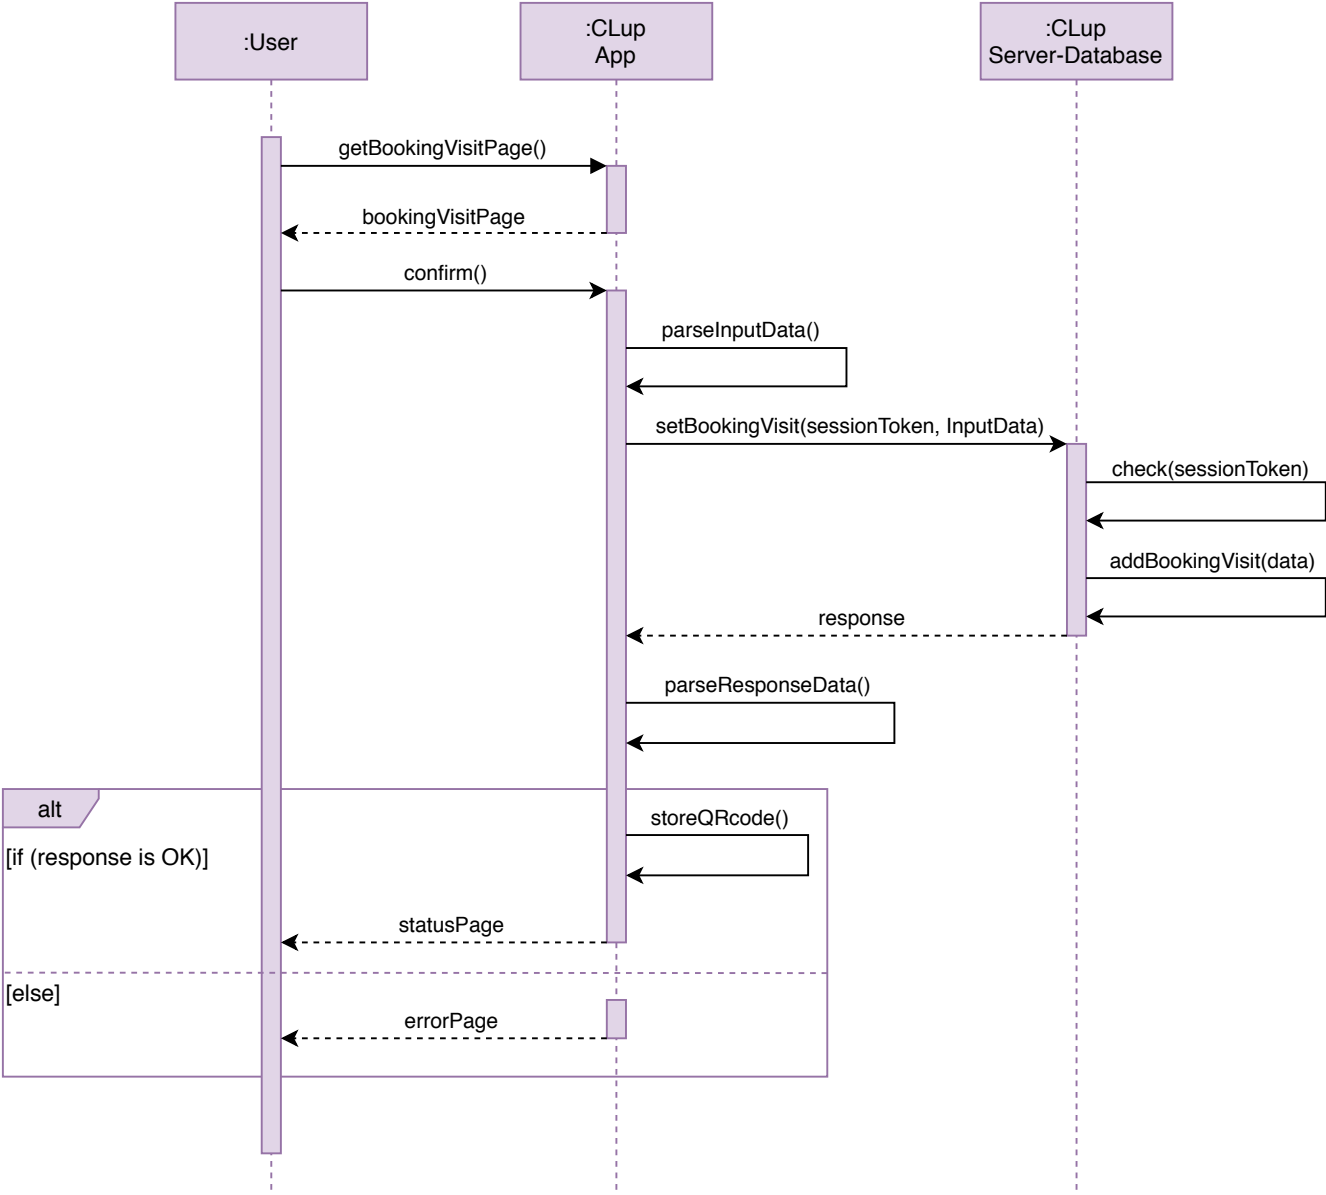 :User
:CLup
App
:CLup
Server-Database
getBookingVisitPage()
bookingVisitPage
confirm()
parseInputData()
setBookingVisit(sessionToken, InputData)
check(sessionToken)
addBookingVisit(data)
response
parseResponseData()
alt
storeQRcode()
[if (response is OK)]
statusPage
[else]
errorPage